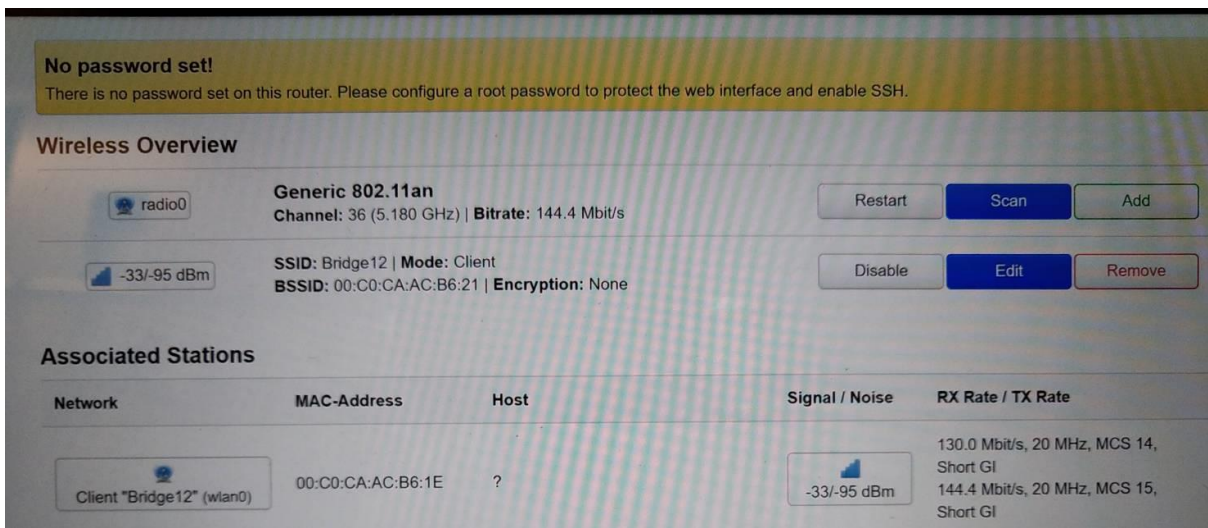 No password set!
There is no password set on this router. Please configure a root password to protect the web interface and enable SSH.
Wireless Overview
radio0
Generic 802.11an
Channel: 36 (5.180 GHz) | Bitrate: 144.4 Mbit/s
Restart Scan Add
-33/-95 dBm
SSID: Bridge12 | Mode: Client
BSSID: 00:C0:CA:AC:B6:21 | Encryption: None
Disable Edit Remove
Associated Stations
Network MAC-Address Host Signal / Noise RX Rate / TX Rate
Client "Bridge12" (wlan0)
00:C0:CA:AC:B6:1E
?
-33/-95 dBm
130.0 Mbit/s, 20 MHz, MCS 14,
Short GI
144.4 Mbit/s, 20 MHz, MCS 15,
Short GI